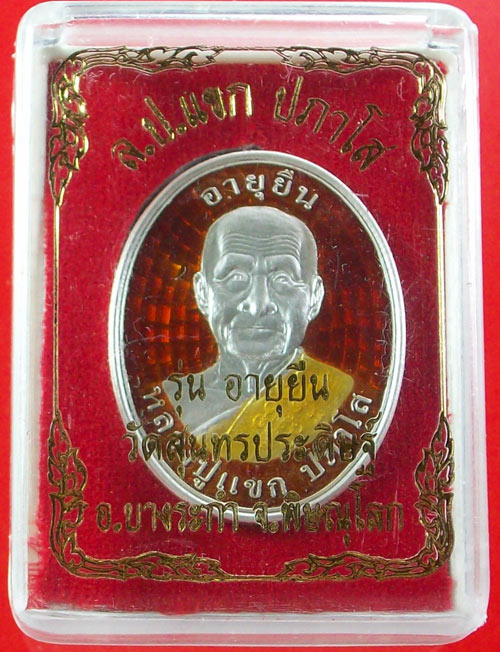 ล.ป.แขก ปภาโส
อายุยืน
หลวงปู่แขก ปภาโส
รุ่น อายุยืน
วัดสุนทรประดิษฐ์
อ.บางระกำ จ.พิษณุโลก